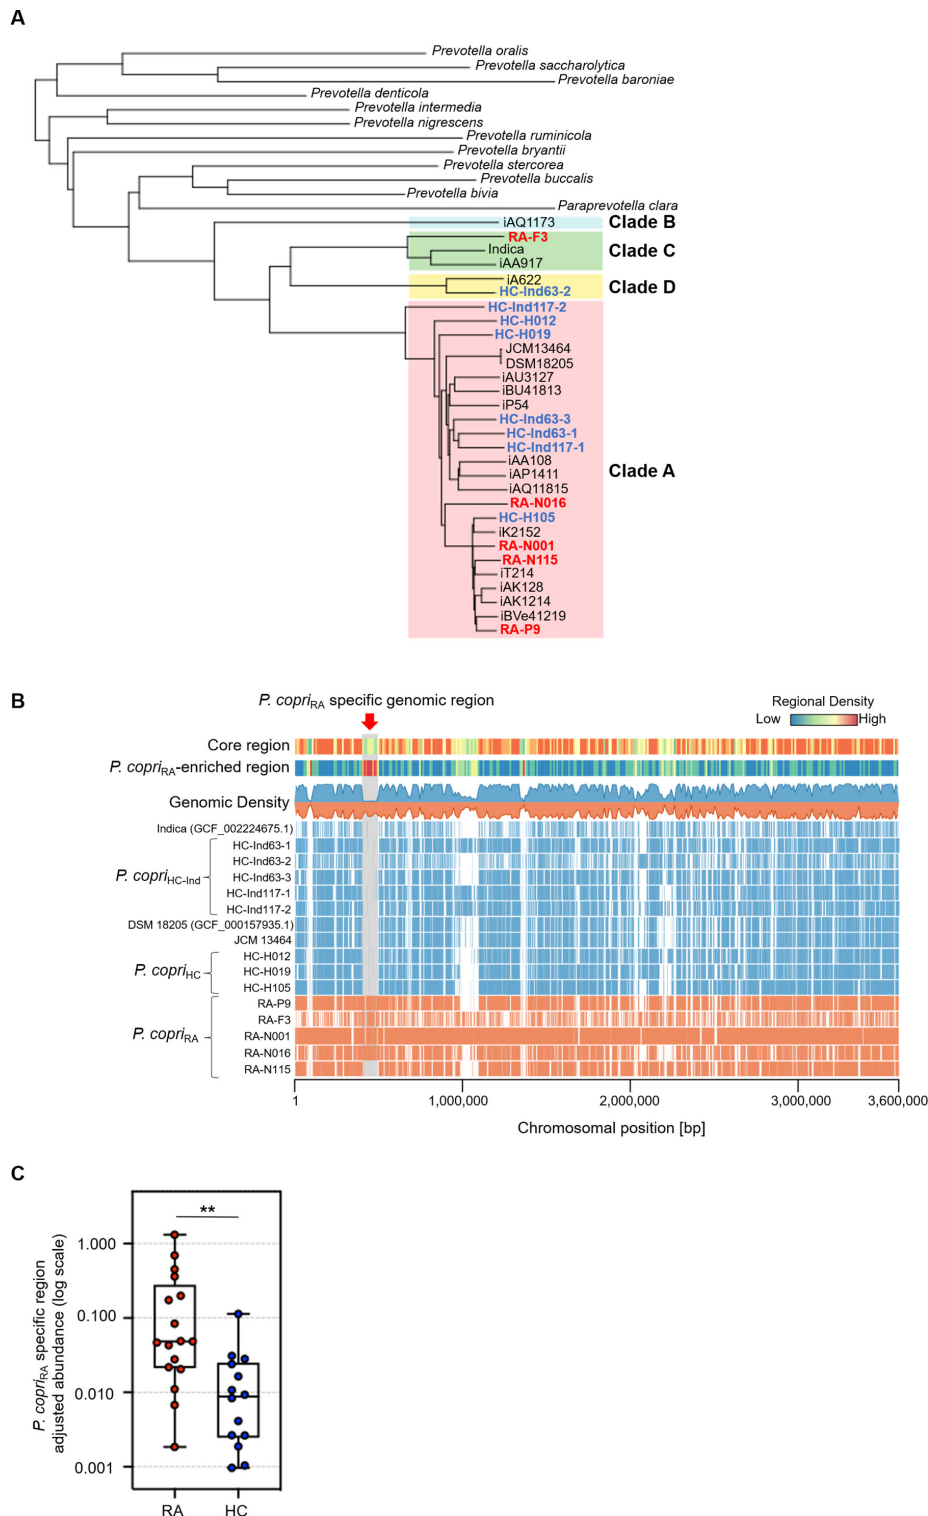 A
Prevotella oralis
Prevotella saccharolytica
Prevotella baroniae
Prevotella denticola
Prevotella intermedia
Prevotella nigrescens
Prevotella ruminicola
Prevotella bryantii
Prevotella stercorea
Prevotella buccalis
Prevotella bivia
Paraprevotella clara
iAQ1173 Clade B
RA-F3
Indica Clade C
iAA917
iA622
Clade D
HC-Ind63-2
HC-Ind117-2
HC-H012
HC-H019
JCM13464
DSM18205
iAU3127
iBU41813
iP54
HC-Ind63-3
HC-Ind63-1
HC-Ind117-1
iAA108
Clade A
iAP1411
iAQ11815
RA-N016
HC-H105
iK2152
RA-N001
RA-N115
iT214
iAK128
iAK1214
iBVe41219
RA-P9
B
P. copriRA specific genomic region
Regional Density
Low High
Core region
P. copriRA-enriched region
Genomic Density
Indica (GCF_002224675.1)
HC-Ind63-1
HC-Ind63-2
P. copriHC-Ind
HC-Ind63-3
HC-Ind117-1
HC-Ind117-2
DSM 18205 (GCF_000157935.1)
JCM 13464
HC-H012
P. copriHC
HC-H019
HC-H105
RA-P9
RA-F3
P. copriRA
RA-N001
RA-N016
RA-N115
1 1,000,000 2,000,000 3,000,000 3,600,000
Chromosomal position [bp]
C
P. copriRA specific region
adjusted abundance (log scale)
**
1.000
0.100
0.010
0.001
RA HC